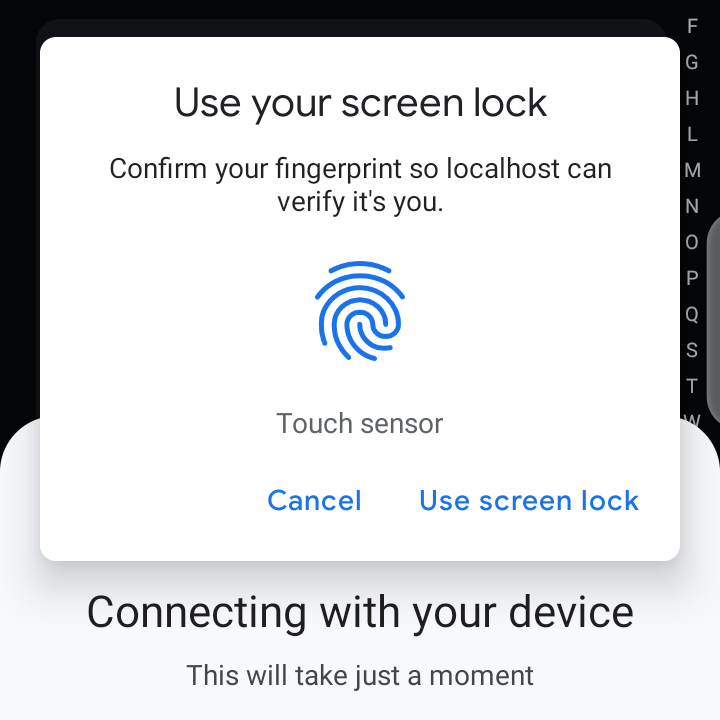 Use your screen lock
Confirm your fingerprint so localhost can
verify it's you.
Touch sensor
Cancel Use screen lock
Connecting with your device
This will take just a moment
F
G
H
L
M
N
O
P
Q
S
T
W